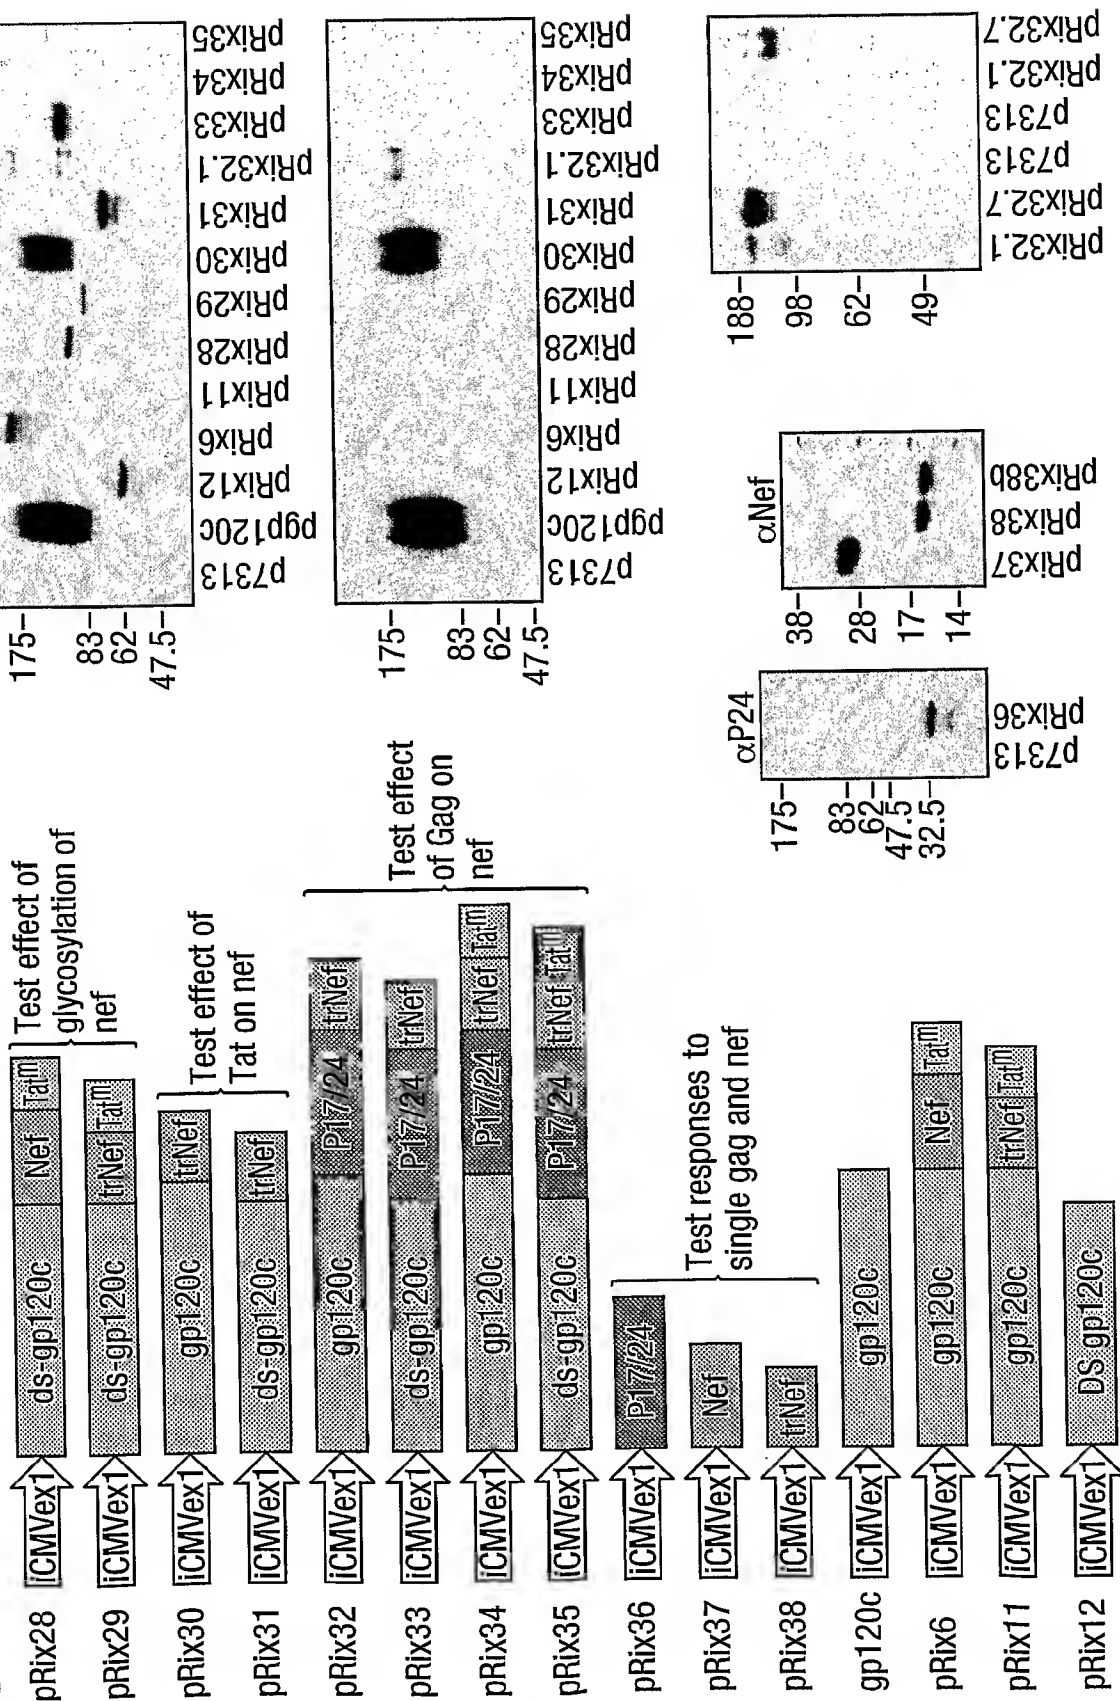 pRix28 iCMVex1 ds-gp120c Nef Tatm
pRix29 iCMVex1 ds-gp120c trNef Tatm
Test effect of
glycosylation of
nef
pRix30 iCMVex1 gp120c trNef
pRix31 iCMVex1 ds-gp120c trNef
Test effect of
Tat on nef
pRix32 iCMVex1 gp120c P17/24 trNef
pRix33 iCMVex1 ds-gp120c P17/24 trNef
pRix34 iCMVex1 gp120c P17/24 trNef Tatm
pRix35 iCMVex1 ds-gp120c P17/24 trNef Tatm
Test effect
of Gag on
nef
pRix36 iCMVex1 P17/24
pRix37 iCMVex1 Nef
pRix38 iCMVex1 trNef
Test responses to
single gag and nef
gp120c iCMVex1 gp120c
pRix6 iCMVex1 gp120c Nef Tatm
pRix11 iCMVex1 gp120c trNef Tatm
pRix12 iCMVex1 DS gp120c
175-
83-
62-
47.5-
p7313
pgp120c
pRix12
pRix6
pRix11
pRix28
pRix29
pRix30
pRix31
pRix32.1
pRix33
pRix34
pRix35
175-
83-
62-
47.5-
p7313
pgp120c
pRix12
pRix6
pRix11
pRix28
pRix29
pRix30
pRix31
pRix32.1
pRix33
pRix34
pRix35
αP24
175-
83-
62-
47.5-
32.5-
p7313
pRix36
αNef
38-
28-
17-
14-
pRix37
pRix38
pRix38b
188-
98-
62-
49-
pRix32.1
pRix32.7
p7313
p7313
pRix32.1
pRix32.7